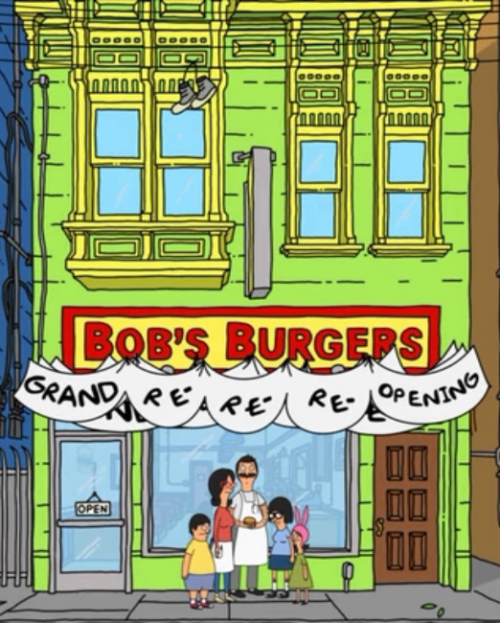 BOB'S BURGERS
GRAND RE- RE- RE- OPENING
OPEN